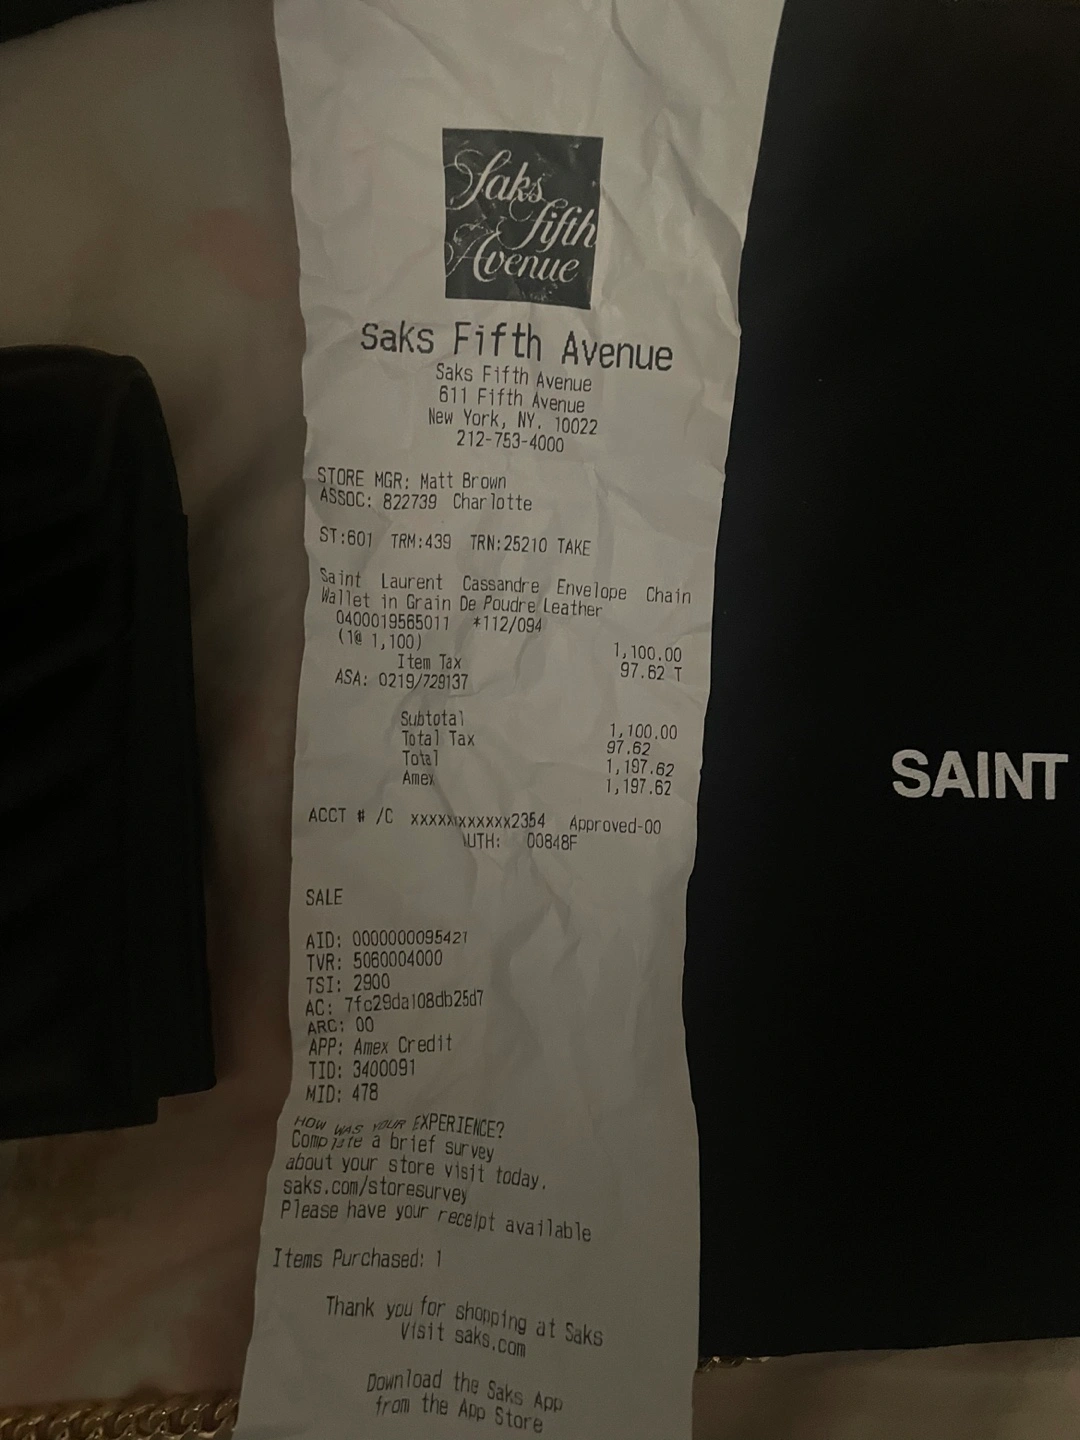 Saks
fifth
Avenue
Saks Fifth Avenue
Saks Fifth Avenue
611 Fifth Avenue
New York, NY. 10022
212-753-4000
STORE MGR: Matt Brown
ASSOC: 822739 Charlotte
ST:601 TRM:439 TRN:25210 TAKE
Saint Laurent Cassandre Envelope Chain
Wallet in Grain De Poudre Leather
0400019565011 *112/094
(1@ 1,100) 1,100.00
Item Tax 97.62 T
ASA: 0219/729137
Subtotal 1,100.00
Total Tax 97.62
Total 1,197.62
Amex 1,197.62
ACCT # /C xxxxxxxxxxxx2354 Approved-00
UTH: 00848F
SALE
AID: 0000000095421
TVR: 5060004000
TSI: 2900
AC: 7fc29da108db25d7
ARC: 00
APP: Amex Credit
TID: 3400091
MID: 478
HOW WAS YOUR EXPERIENCE?
Complete a brief survey
about your store visit today.
saks.com/storesurvey
Please have your receipt available
Items Purchased: 1
Thank you for shopping at Saks
Visit saks.com
Download the Saks App
from the App Store
SAINT